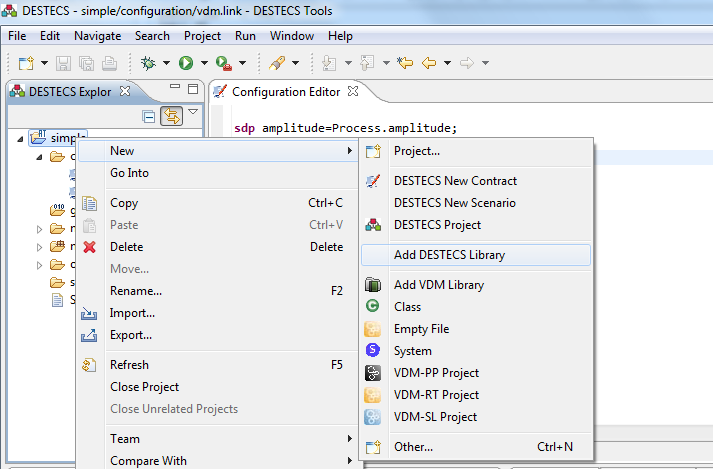 DESTECS - simple/configuration/vdm.link - DESTECS Tools
File Edit Navigate Search Project Run Window Help
DESTECS Explor
Configuration Editor
sdp amplitude=Process.amplitude;
simple
New
Go Into
Copy Ctrl+C
Paste Ctrl+V
Delete Delete
Move...
Rename... F2
Import...
Export...
Refresh F5
Close Project
Close Unrelated Projects
Team
Compare With
Project...
DESTECS New Contract
DESTECS New Scenario
DESTECS Project
Add DESTECS Library
Add VDM Library
Class
Empty File
System
VDM-PP Project
VDM-RT Project
VDM-SL Project
Other... Ctrl+N